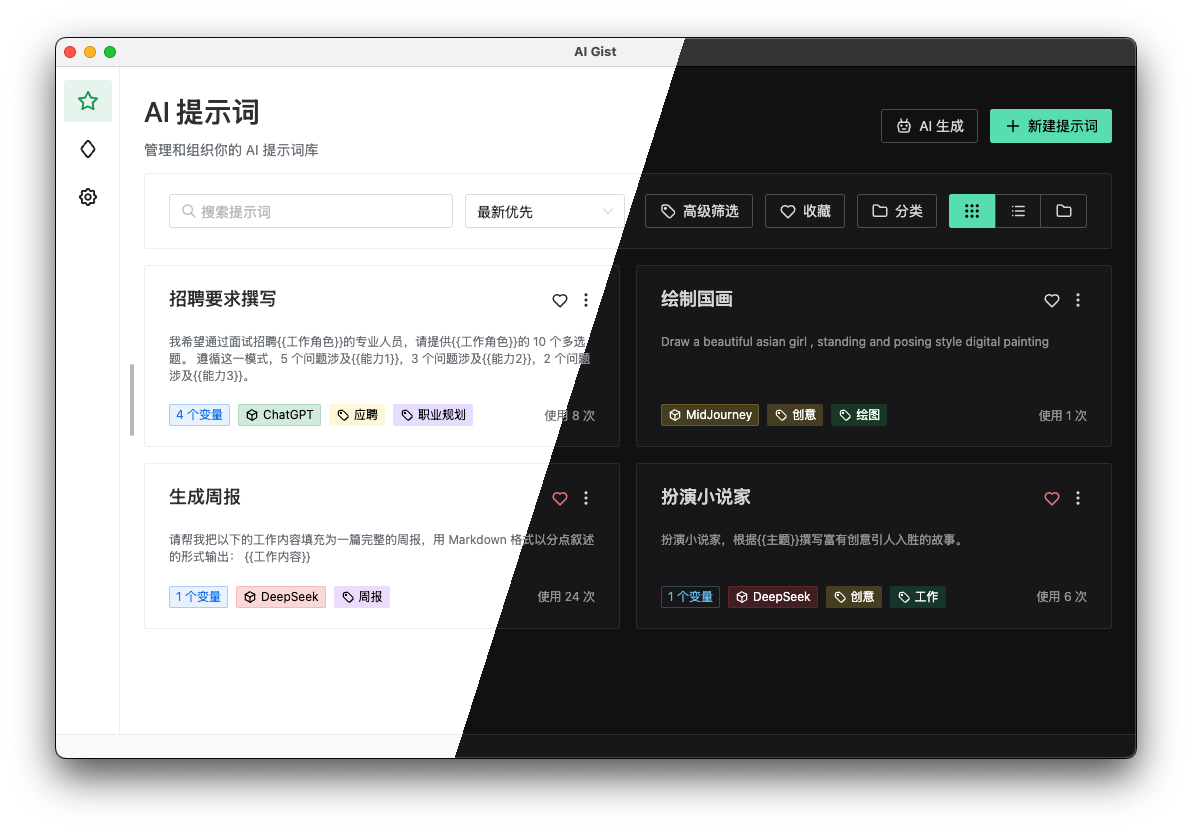 AI Gist
AI 提示词
管理和组织你的 AI 提示词库
AI 生成
新建提示词
搜索提示词
最新优先
高级筛选
收藏
分类
招聘要求撰写
我希望通过面试招聘{{工作角色}}的专业人员，请提供{{工作角色}}的 10 个多选
题。 遵循这一模式，5 个问题涉及{{能力1}}，3 个问题涉及{{能力2}}，2 个问题
涉及{{能力3}}。
4 个变量
ChatGPT
应聘
职业规划
使用 8 次
绘制国画
Draw a beautiful asian girl , standing and posing style digital painting
MidJourney
创意
绘图
使用 1 次
生成周报
请帮我把以下的工作内容填充为一篇完整的周报，用 Markdown 格式以分点叙述
的形式输出： {{工作内容}}
1 个变量
DeepSeek
周报
使用 24 次
扮演小说家
扮演小说家，根据{{主题}}撰写富有创意引人入胜的故事。
1 个变量
DeepSeek
创意
工作
使用 6 次